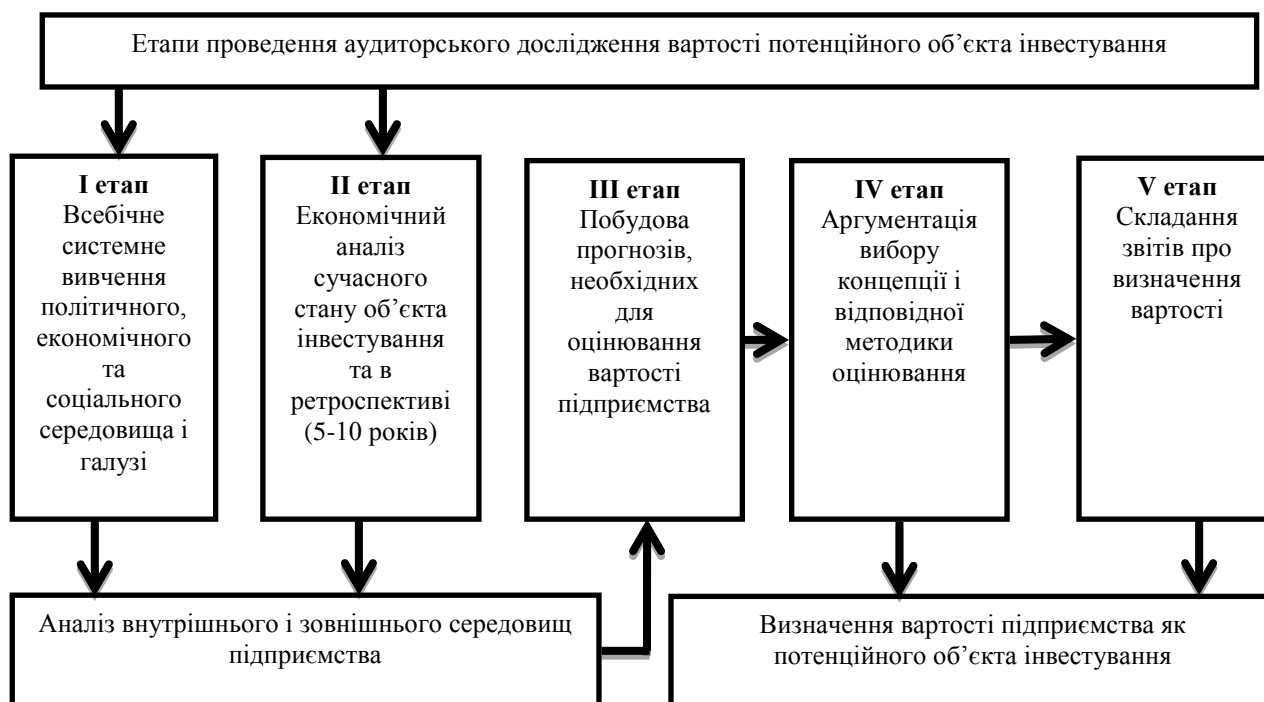 Етапи проведення аудиторського дослідження вартості потенційного об’єкта інвестування
І етап
Всебічне
системне
вивчення
політичного,
економічного
та
соціального
середовища і
галузі
ІІ етап
Економічний
аналіз
сучасного
стану об’єкта
інвестування
та в
ретроспективі
(5-10 років)
ІІІ етап
Побудова
прогнозів,
необхідних
для
оцінювання
вартості
підприємства
IV етап
Аргументація
вибору
концепції і
відповідної
методики
оцінювання
V етап
Складання
звітів про
визначення
вартості
Аналіз внутрішнього і зовнішнього середовищ
підприємства
Визначення вартості підприємства як
потенційного об’єкта інвестування